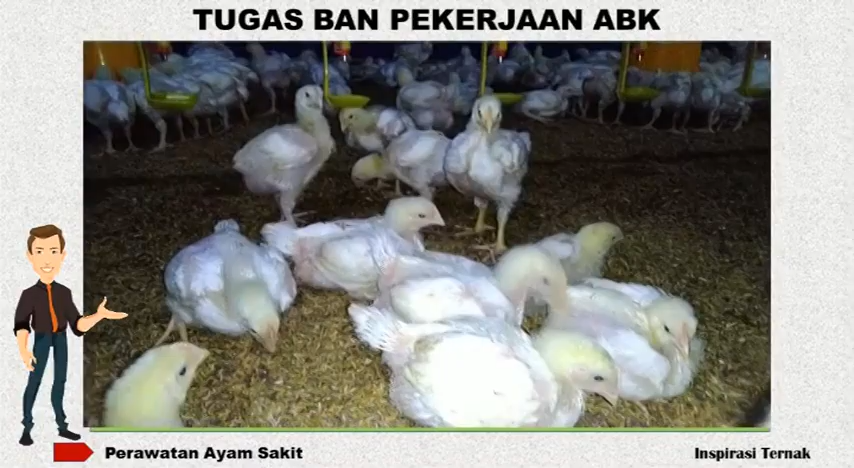 TUGAS BAN PEKERJAAN ABK
Perawatan Ayam Sakit
Inspirasi Ternak